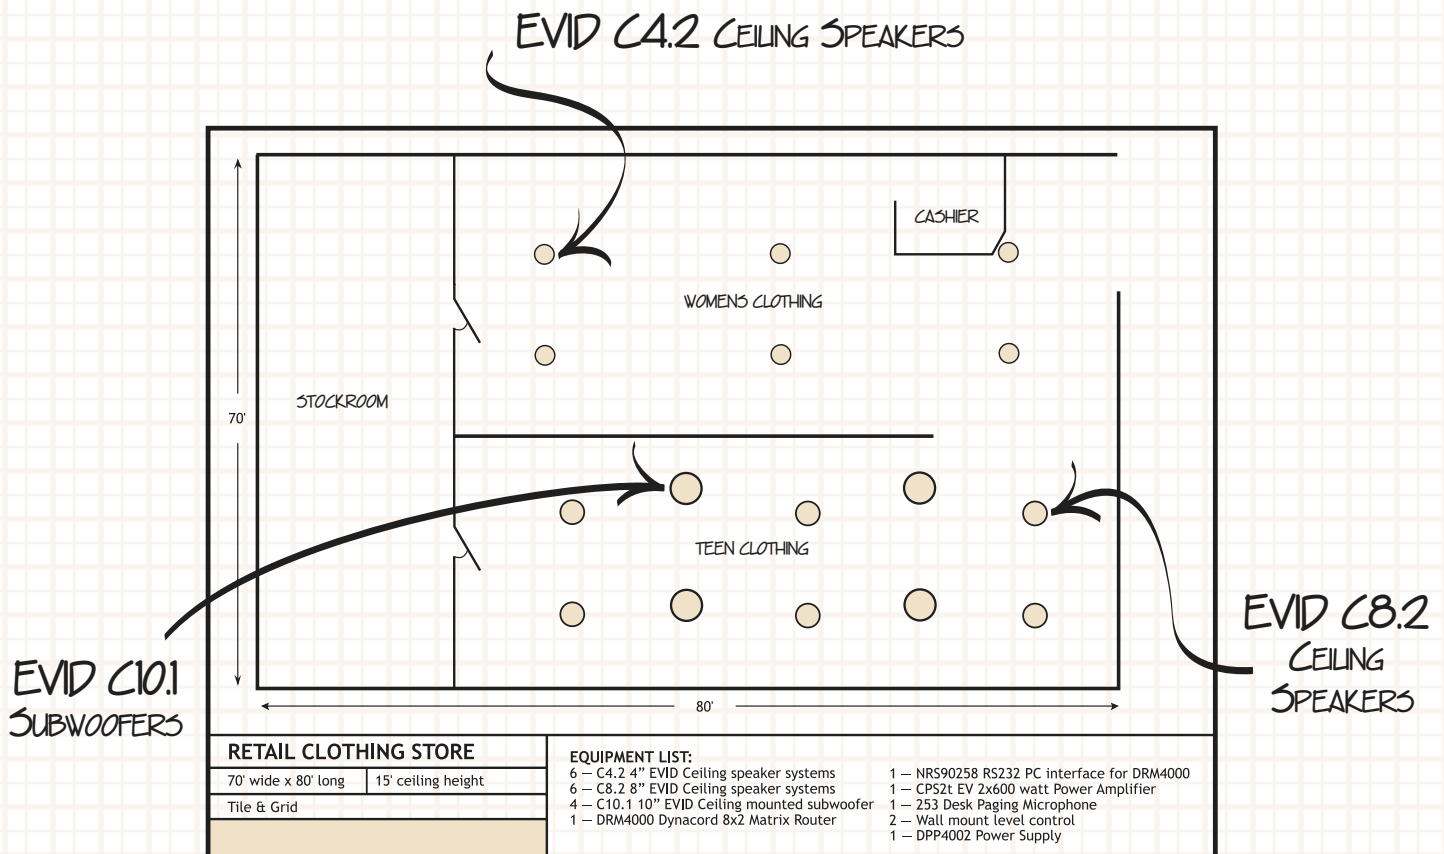 EVID C4.2 CEILING SPEAKERS
CASHIER
WOMENS CLOTHING
STOCKROOM
70'
TEEN CLOTHING
EVID C8.2
CEILING
SPEAKERS
EVID C10.1
SUBWOOFERS
80'
RETAIL CLOTHING STORE
70' wide x 80' long
15' ceiling height
Tile & Grid
EQUIPMENT LIST:
6 — C4.2 4” EVID Ceiling speaker systems
6 — C8.2 8” EVID Ceiling speaker systems
4 — C10.1 10” EVID Ceiling mounted subwoofer
1 — DRM4000 Dynacord 8x2 Matrix Router
1 — NRS90258 RS232 PC interface for DRM4000
1 — CPS2t EV 2x600 watt Power Amplifier
1 — 253 Desk Paging Microphone
2 — Wall mount level control
1 — DPP4002 Power Supply